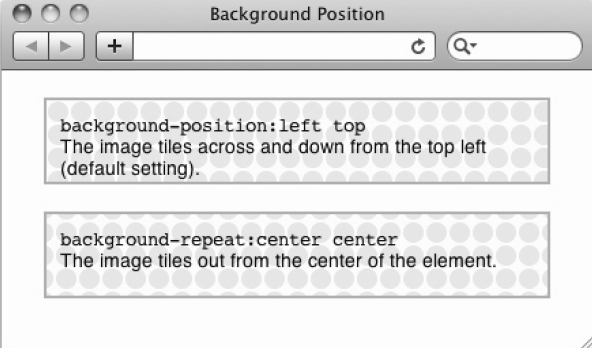 Background Position
background-position:left top
The image tiles across and down from the top left
(default setting).
background-repeat:center center
The image tiles out from the center of the element.